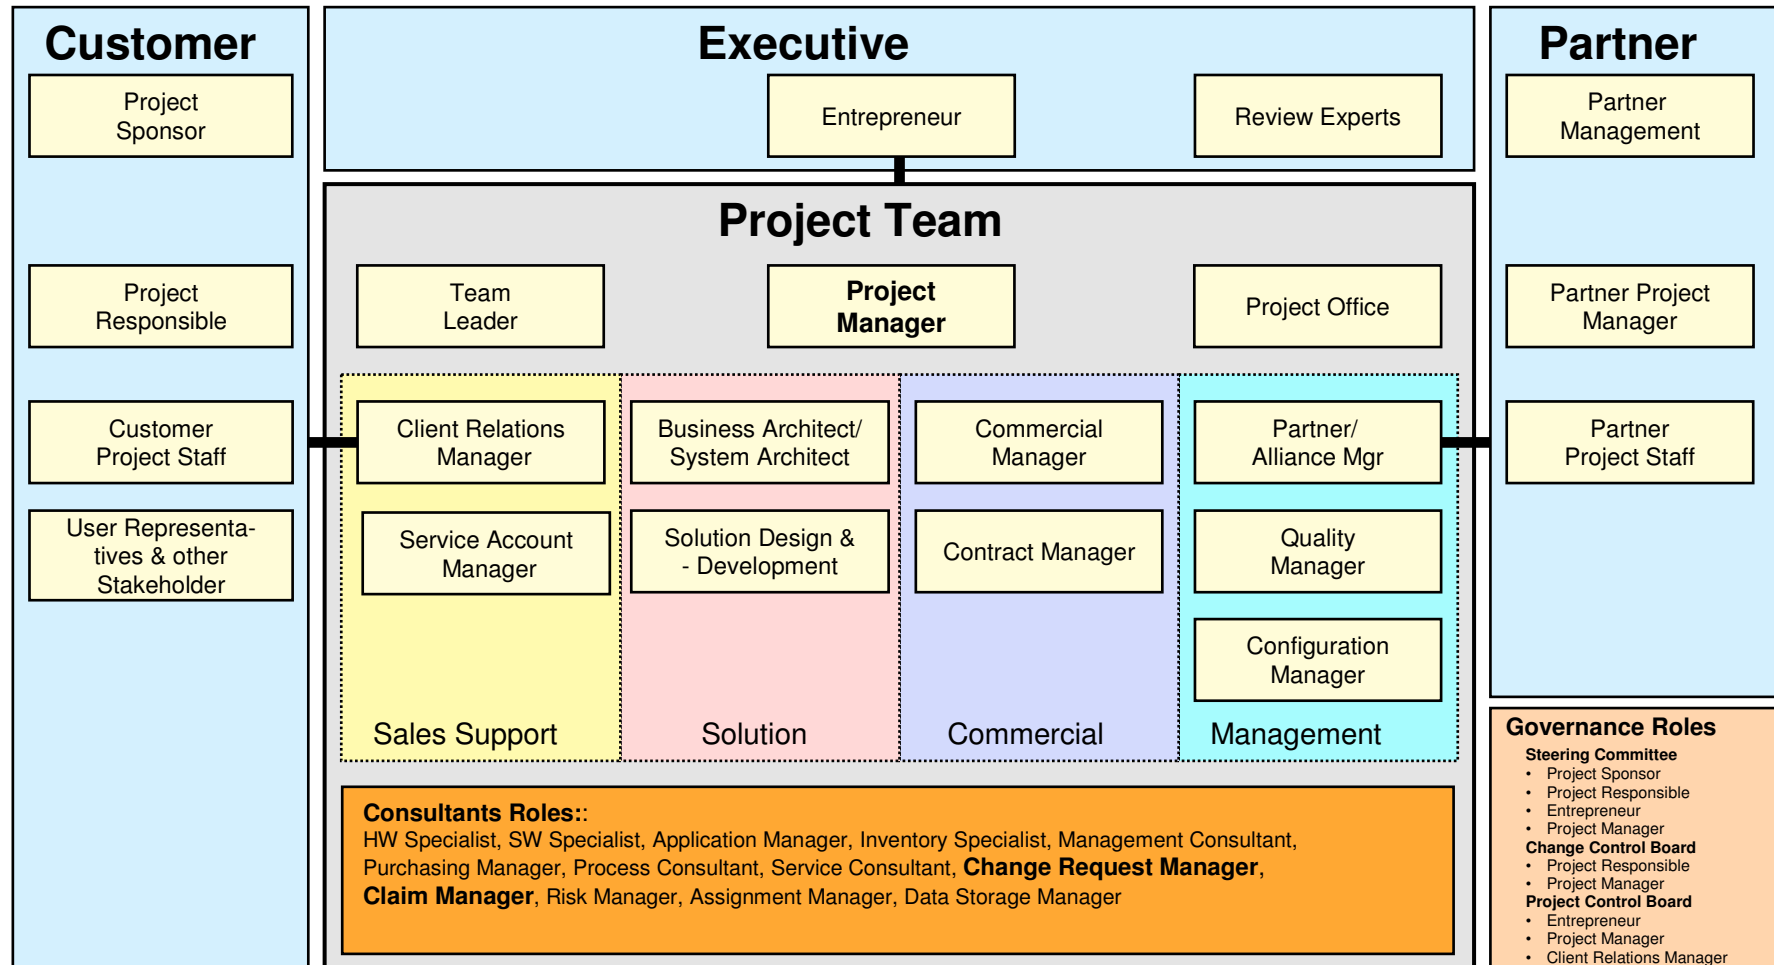 Customer
Project
Sponsor
Project
Responsible
Customer
Project Staff
User Representa-
tives & other
Stakeholder
Executive
Entrepreneur
Review Experts
Project Team
Team
Leader
Project
Manager
Project Office
Client Relations
Manager
Service Account
Manager
Sales Support
Business Architect/
System Architect
Solution Design &
- Development
Solution
Commercial
Manager
Contract Manager
Commercial
Partner/
Alliance Mgr
Quality
Manager
Configuration
Manager
Management
Consultants Roles::
HW Specialist, SW Specialist, Application Manager, Inventory Specialist, Management Consultant,
Purchasing Manager, Process Consultant, Service Consultant, Change Request Manager,
Claim Manager, Risk Manager, Assignment Manager, Data Storage Manager
Partner
Partner
Management
Partner Project
Manager
Partner
Project Staff
Governance Roles
Steering Committee
• Project Sponsor
• Project Responsible
• Entrepreneur
• Project Manager
Change Control Board
• Project Responsible
• Project Manager
Project Control Board
• Entrepreneur
• Project Manager
• Client Relations Manager